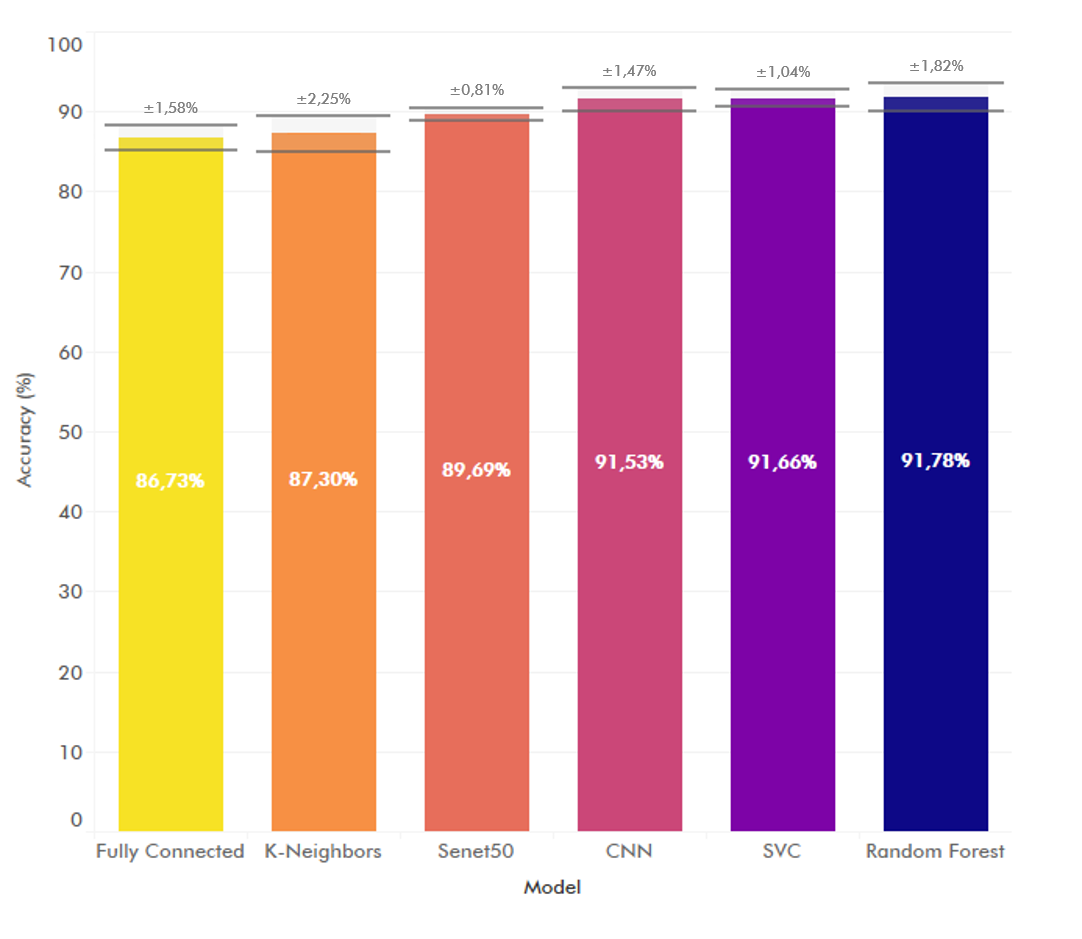 100
90
80
70
60
50
40
30
20
10
0
Accuracy (%)
±1,58%
±2,25%
±0,81%
±1,47%
±1,04%
±1,82%
86,73%
87,30%
89,69%
91,53%
91,66%
91,78%
Fully Connected
K-Neighbors
Senet50
CNN
SVC
Random Forest
Model